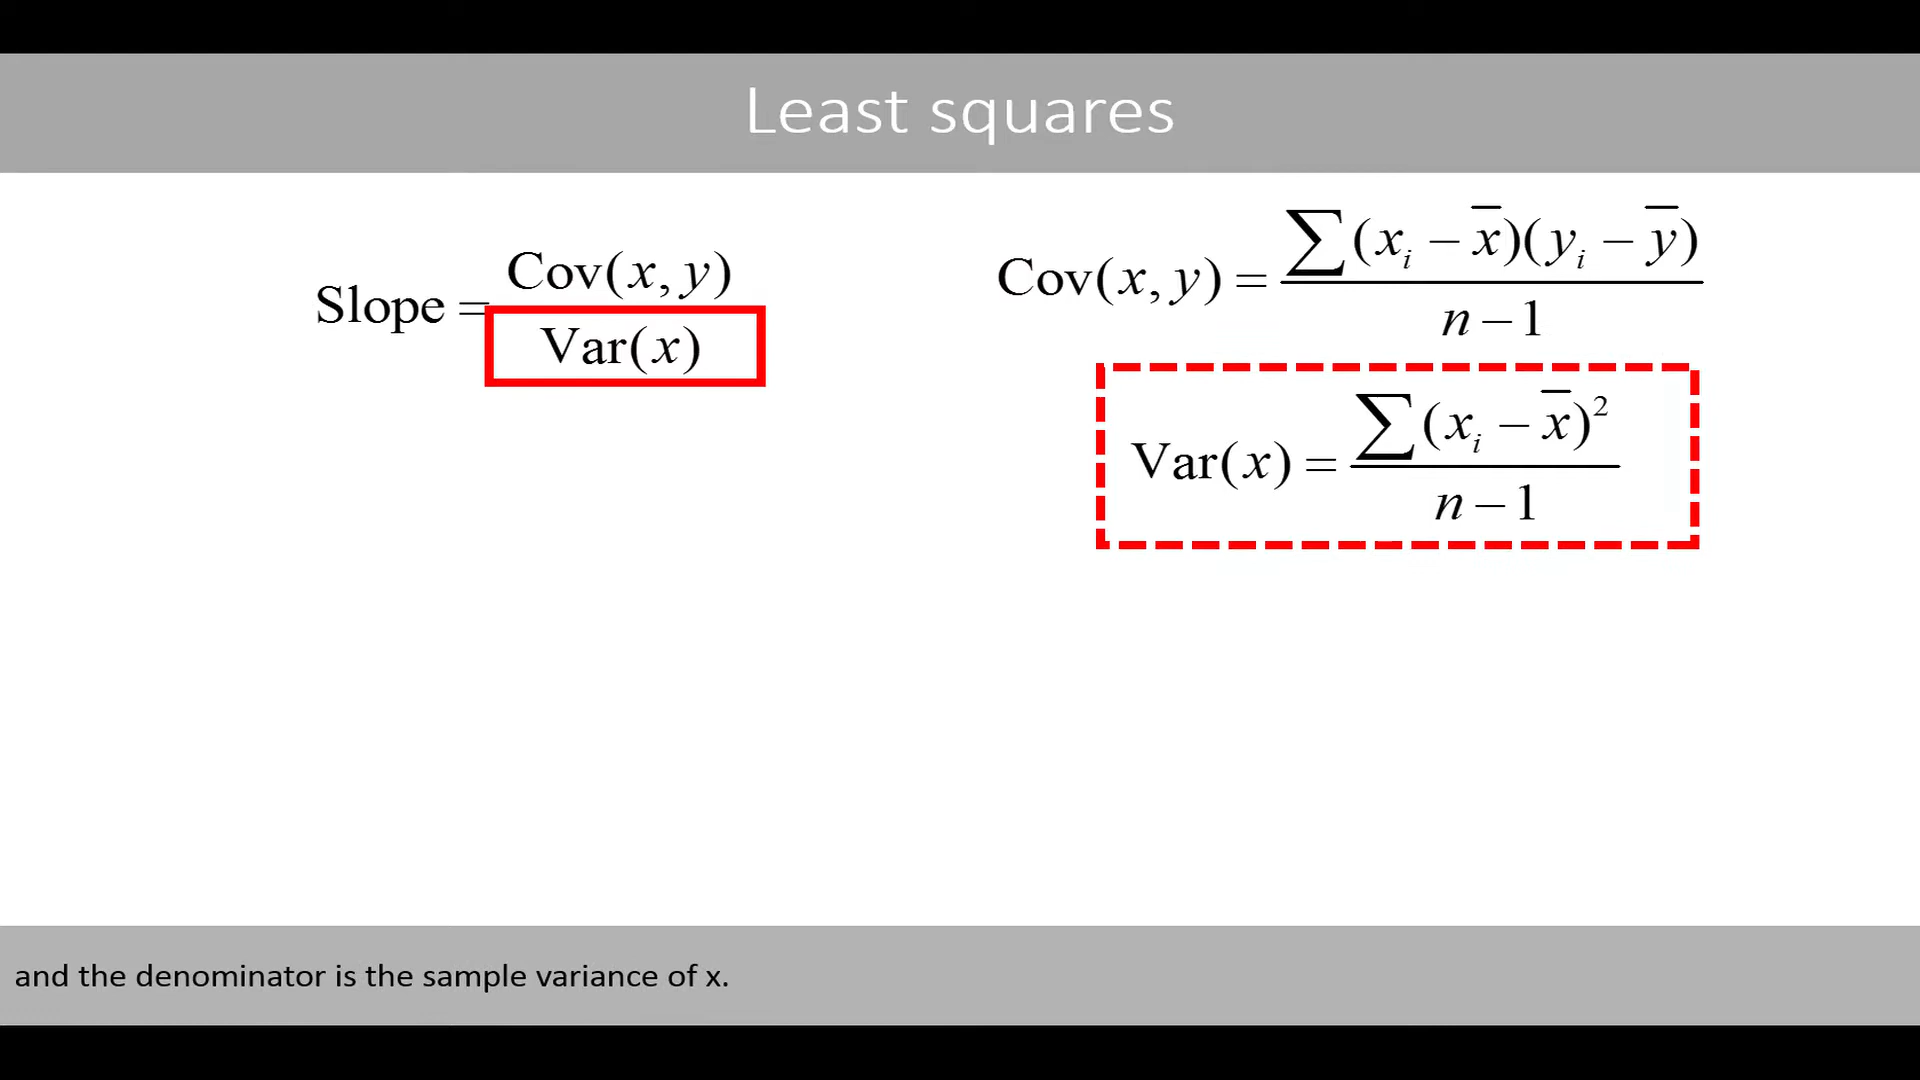 Least squares
Slope = Cov(x, y) / Var(x)
Cov(x, y) = ∑(xᵢ − x̅)(yᵢ − y̅) / n − 1
Var(x) = ∑(xᵢ − x̅)² / n − 1
and the denominator is the sample variance of x.